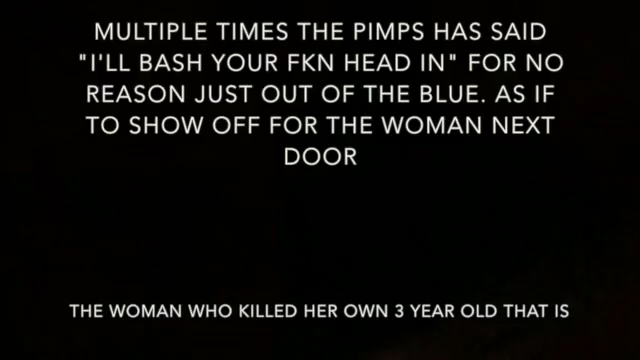 MULTIPLE TIMES THE PIMPS HAS SAID
"I'LL BASH YOUR FKN HEAD IN" FOR NO
REASON JUST OUT OF THE BLUE. AS IF
TO SHOW OFF FOR THE WOMAN NEXT
DOOR
THE WOMAN WHO KILLED HER OWN 3 YEAR OLD THAT IS